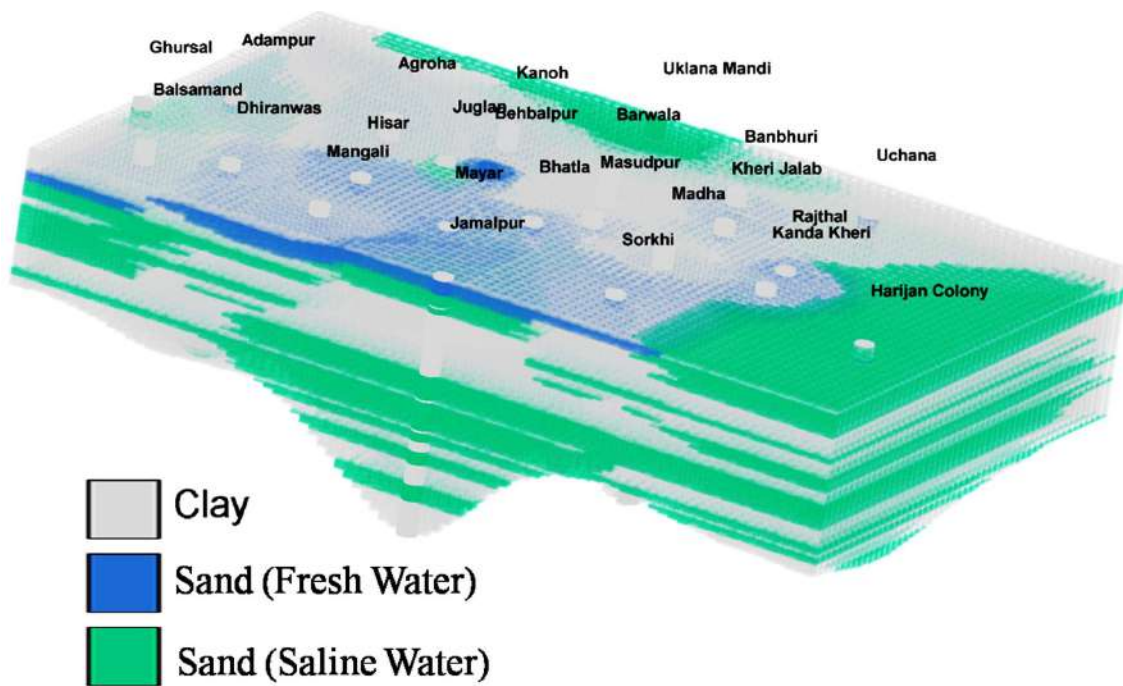 Ghursal
Adampur
Agroha
Kanoh
Uklana Mandi
Balsamand
Dhiranwas
Juglan
Behbalpur
Barwala
Hisar
Banbhuri
Mangali
Mayar
Bhatla
Masudpur
Kheri Jalab
Uchana
Madha
Jamalpur
Sorkhi
Rajthal
Kanda Kheri
Harijan Colony
Clay
Sand (Fresh Water)
Sand (Saline Water)